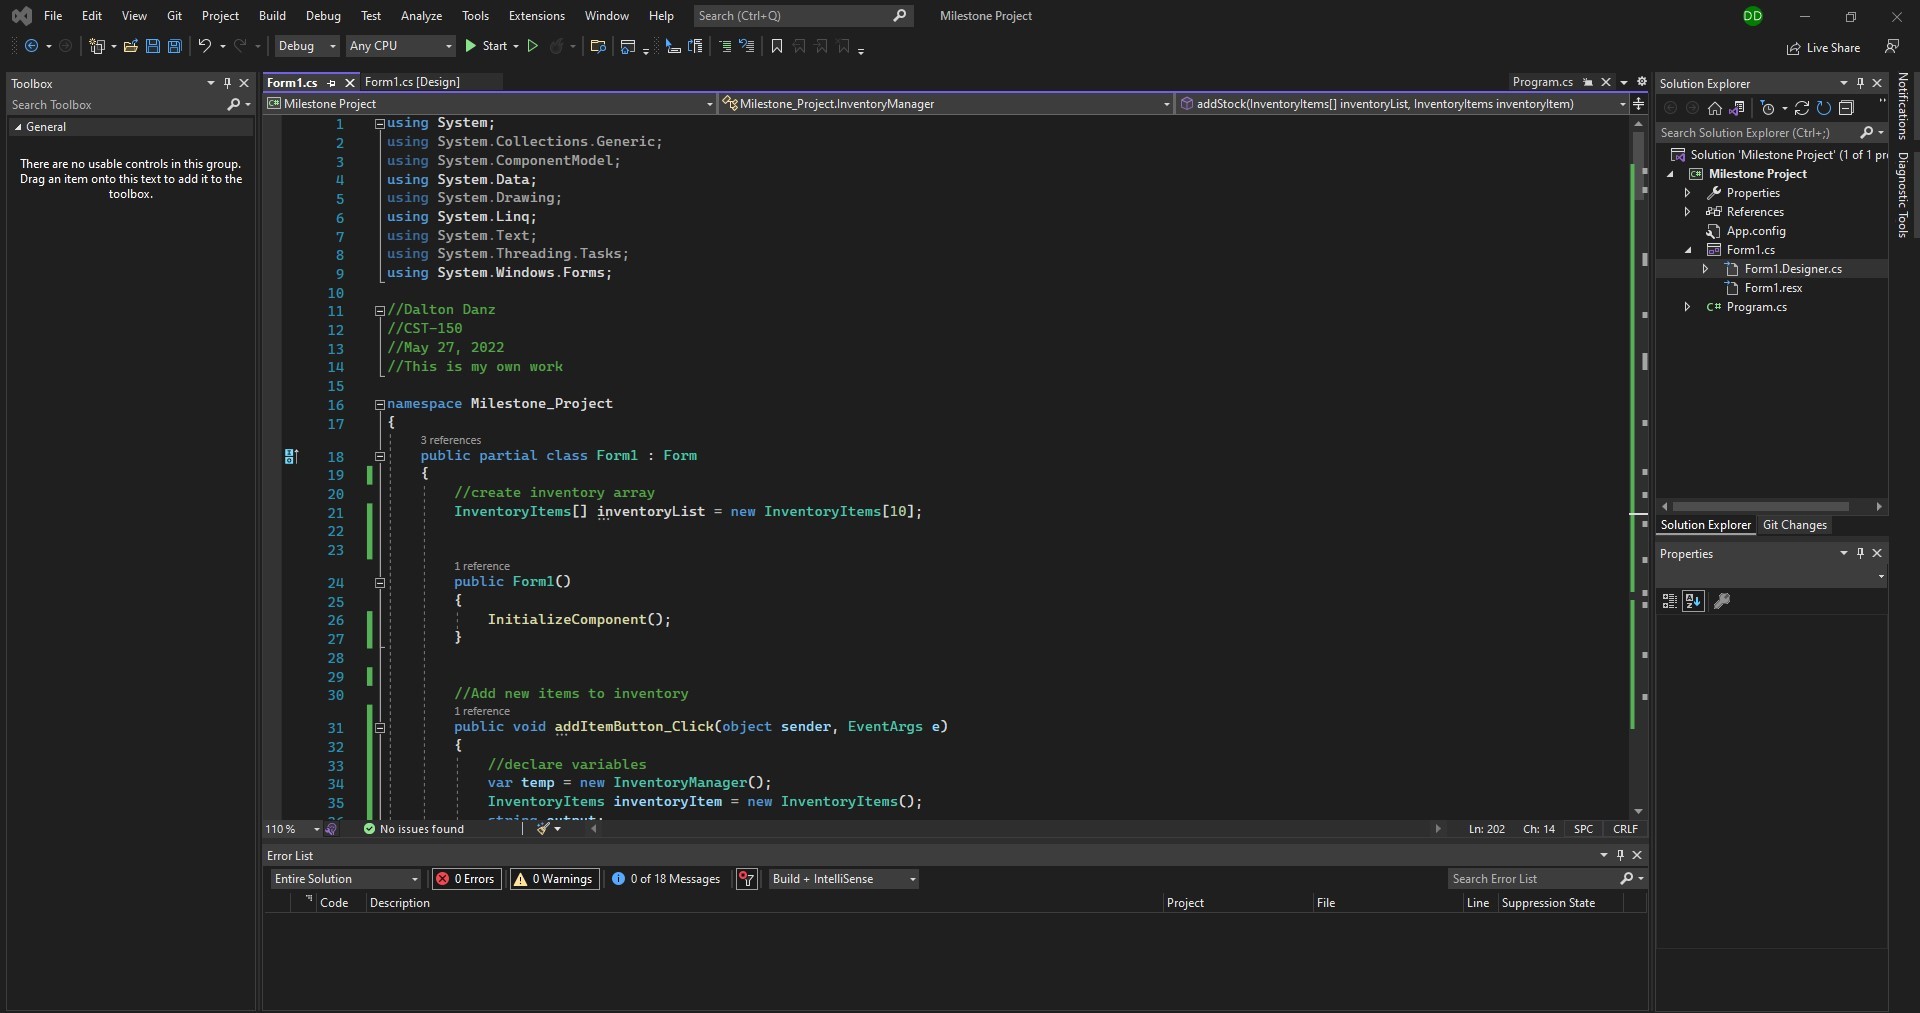 File Edit View Git Project Build Debug Test Analyze Tools Extensions Window Help Search (Ctrl+Q) Milestone Project DD
Debug Any CPU Start Live Share
Toolbox
Search Toolbox
General
There are no usable controls in this group.
Drag an item onto this text to add it to the
toolbox.
Form1.cs Form1.cs [Design] Program.cs
Milestone Project Milestone_Project.InventoryManager addStock(InventoryItems[] inventoryList, InventoryItems inventoryItem)
1 using System;
2 using System.Collections.Generic;
3 using System.ComponentModel;
4 using System.Data;
5 using System.Drawing;
6 using System.Linq;
7 using System.Text;
8 using System.Threading.Tasks;
9 using System.Windows.Forms;
10
11 //Dalton Danz
12 //CST-150
13 //May 27, 2022
14 //This is my own work
15
16 namespace Milestone_Project
17 {
3 references
18 public partial class Form1 : Form
19 {
20 //create inventory array
21 InventoryItems[] inventoryList = new InventoryItems[10];
22
23
1 reference
24 public Form1()
25 {
26 InitializeComponent();
27 }
28
29
30 //Add new items to inventory
1 reference
31 public void addItemButton_Click(object sender, EventArgs e)
32 {
33 //declare variables
34 var temp = new InventoryManager();
35 InventoryItems inventoryItem = new InventoryItems();
110 % No issues found Ln: 202 Ch: 14 SPC CRLF
Error List
Entire Solution 0 Errors 0 Warnings 0 of 18 Messages Build + IntelliSense Search Error List
Code Description Project File Line Suppression State
Solution Explorer
Search Solution Explorer (Ctrl+;)
Solution 'Milestone Project' (1 of 1 pr
Milestone Project
Properties
References
App.config
Form1.cs
Form1.Designer.cs
Form1.resx
C# Program.cs
Solution Explorer Git Changes
Properties
Notifications
Diagnostic Tools